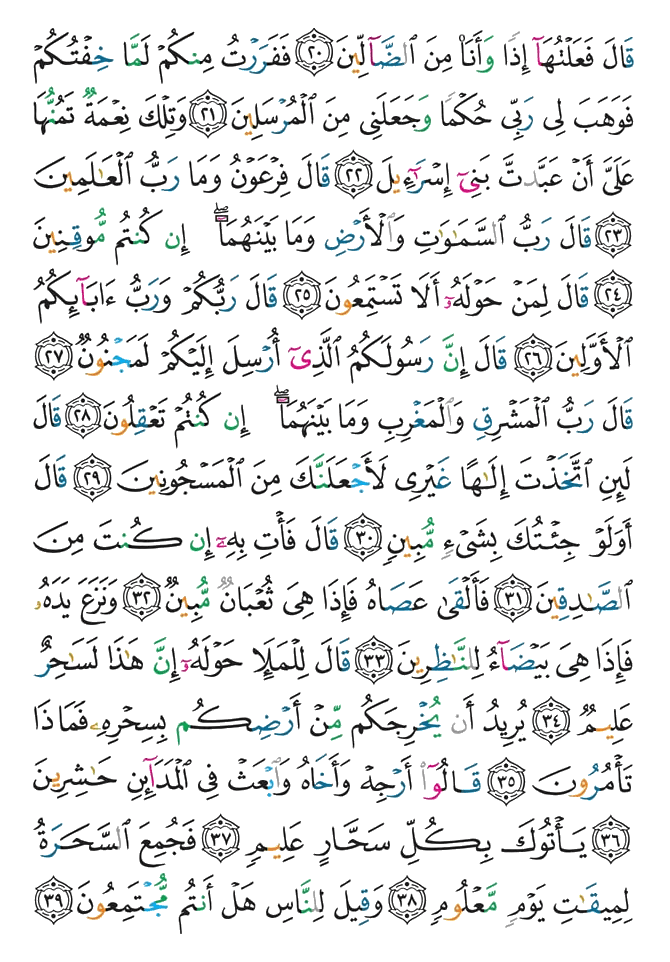 قَالَ فَعَلْتُهَآ إِذًا وَأَنَا۠ مِنَ ٱلضَّآلِّينَ ٢٠ فَفَرَرْتُ مِنكُمْ لَمَّا خِفْتُكُمْ
فَوَهَبَ لِى رَبِّى حُكْمًا وَجَعَلَنِى مِنَ ٱلْمُرْسَلِينَ ٢١ وَتِلْكَ نِعْمَةٌ تَمُنُّهَا
عَلَىَّ أَنْ عَبَّدتَّ بَنِىٓ إِسْرَٰٓءِيلَ ٢٢ قَالَ فِرْعَوْنُ وَمَا رَبُّ ٱلْعَـٰلَمِينَ
٢٣ قَالَ رَبُّ ٱلسَّمَـٰوَٰتِ وَٱلْأَرْضِ وَمَا بَيْنَهُمَآ ۖ إِن كُنتُم مُّوقِنِينَ
٢٤ قَالَ لِمَنْ حَوْلَهُۥٓ أَلَا تَسْتَمِعُونَ ٢٥ قَالَ رَبُّكُمْ وَرَبُّ ءَابَآئِكُمُ
ٱلْأَوَّلِينَ ٢٦ قَالَ إِنَّ رَسُولَكُمُ ٱلَّذِىٓ أُرْسِلَ إِلَيْكُمْ لَمَجْنُونٌ ٢٧
قَالَ رَبُّ ٱلْمَشْرِقِ وَٱلْمَغْرِبِ وَمَا بَيْنَهُمَآ ۖ إِن كُنتُمْ تَعْقِلُونَ ٢٨ قَالَ
لَئِنِ ٱتَّخَذْتَ إِلَـٰهًا غَيْرِى لَأَجْعَلَنَّكَ مِنَ ٱلْمَسْجُونِينَ ٢٩ قَالَ
أَوَلَوْ جِئْتُكَ بِشَىْءٍ مُّبِينٍ ٣٠ قَالَ فَأْتِ بِهِۦٓ إِن كُنتَ مِنَ
ٱلصَّـٰدِقِينَ ٣١ فَأَلْقَىٰ عَصَاهُ فَإِذَا هِىَ ثُعْبَانٌ مُّبِينٌ ٣٢ وَنَزَعَ يَدَهُۥ
فَإِذَا هِىَ بَيْضَآءُ لِلنَّـٰظِرِينَ ٣٣ قَالَ لِلْمَلَإِ حَوْلَهُۥٓ إِنَّ هَـٰذَا لَسَـٰحِرٌ
عَلِيمٌ ٣٤ يُرِيدُ أَن يُخْرِجَكُم مِّنْ أَرْضِكُم بِسِحْرِهِۦ فَمَاذَا
تَأْمُرُونَ ٣٥ قَالُوٓا۟ أَرْجِهْ وَأَخَاهُ وَٱبْعَثْ فِى ٱلْمَدَآئِنِ حَـٰشِرِينَ
٣٦ يَأْتُوكَ بِكُلِّ سَحَّارٍ عَلِيمٍ ٣٧ فَجُمِعَ ٱلسَّحَرَةُ
لِمِيقَـٰتِ يَوْمٍ مَّعْلُومٍ ٣٨ وَقِيلَ لِلنَّاسِ هَلْ أَنتُم مُّجْتَمِعُونَ ٣٩